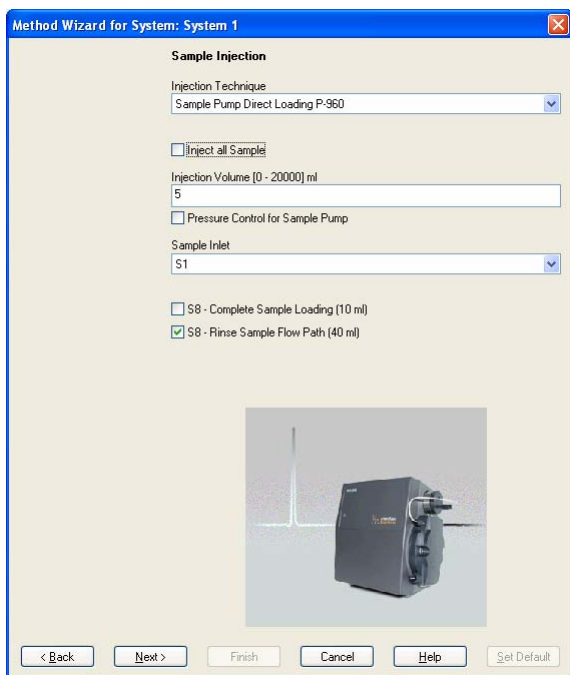 Method Wizard for System: System 1
Sample Injection
Injection Technique
Sample Pump Direct Loading P-960
Inject all Sample
Injection Volume [0 - 20000] ml
5
Pressure Control for Sample Pump
Sample Inlet
S1
S8 - Complete Sample Loading (10 ml)
S8 - Rinse Sample Flow Path (40 ml)
< Back Next > Finish Cancel Help Set Default